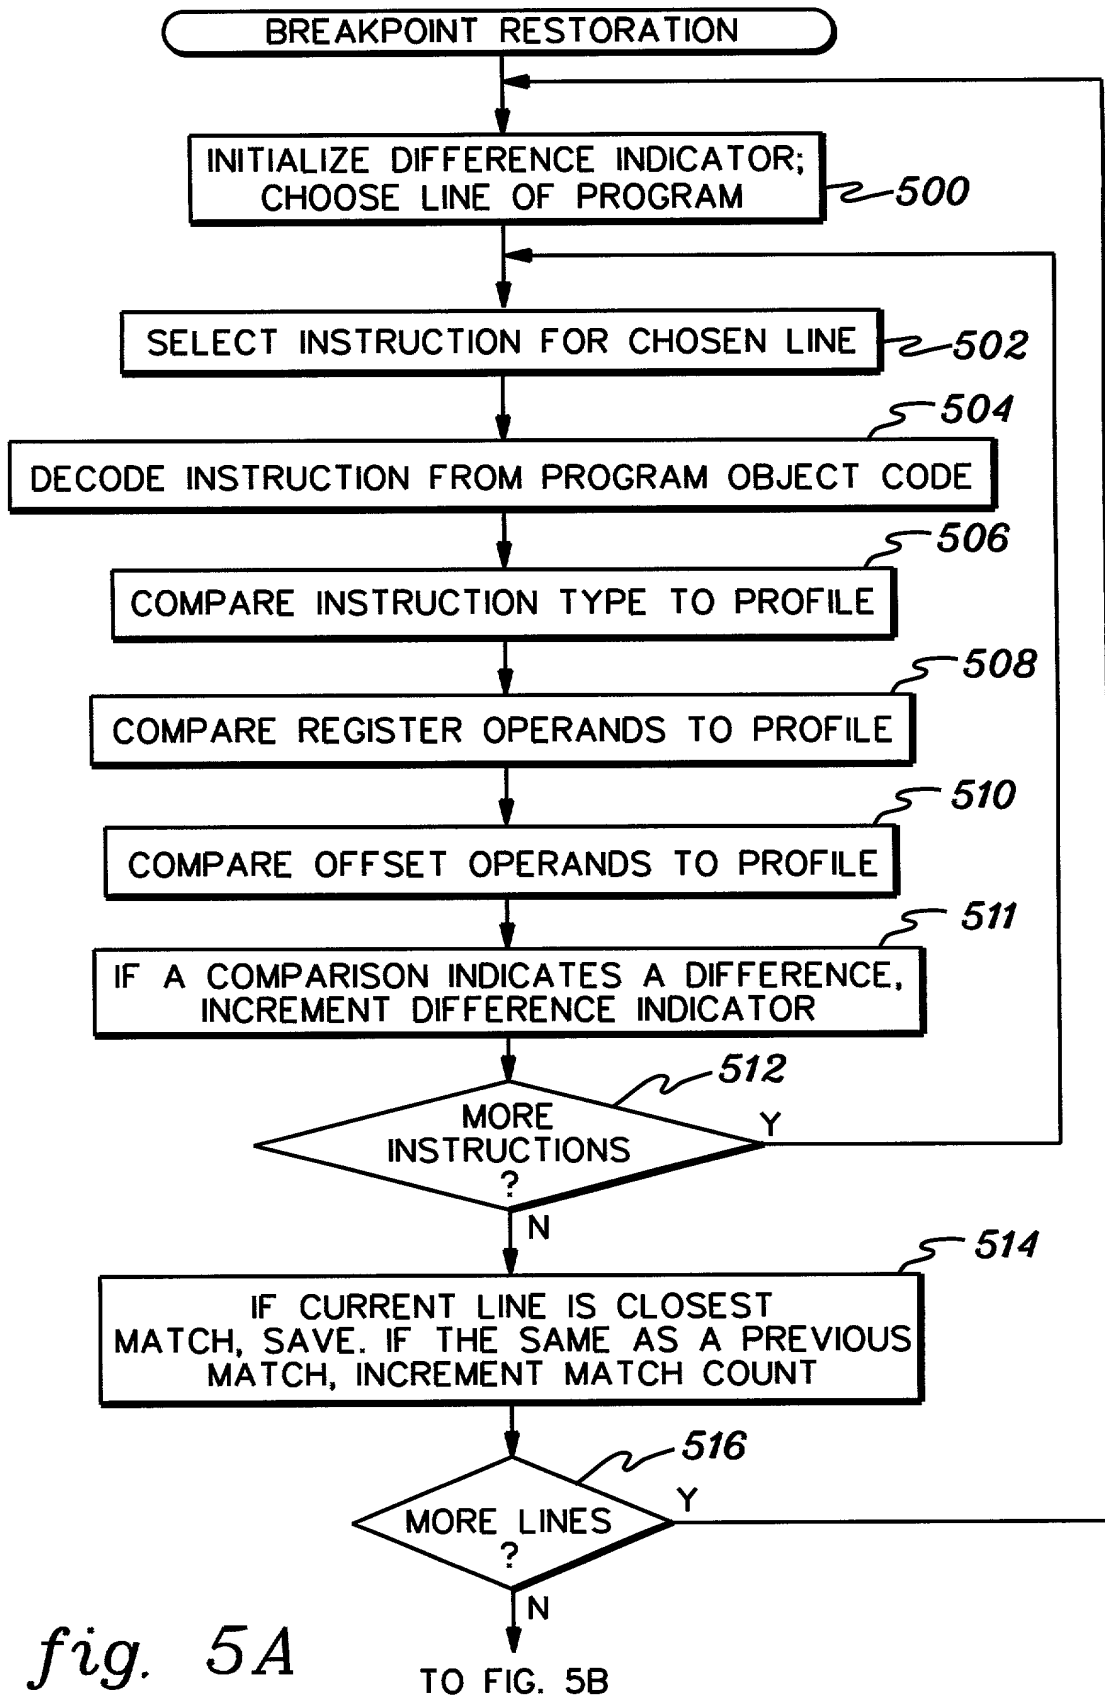 BREAKPOINT RESTORATION
INITIALIZE DIFFERENCE INDICATOR;
CHOOSE LINE OF PROGRAM
500
SELECT INSTRUCTION FOR CHOSEN LINE
502
504
DECODE INSTRUCTION FROM PROGRAM OBJECT CODE
506
COMPARE INSTRUCTION TYPE TO PROFILE
508
COMPARE REGISTER OPERANDS TO PROFILE
510
COMPARE OFFSET OPERANDS TO PROFILE
511
IF A COMPARISON INDICATES A DIFFERENCE,
INCREMENT DIFFERENCE INDICATOR
512
MORE
INSTRUCTIONS
?
Y
N
514
IF CURRENT LINE IS CLOSEST
MATCH, SAVE. IF THE SAME AS A PREVIOUS
MATCH, INCREMENT MATCH COUNT
516
MORE LINES
?
Y
N
fig. 5A
TO FIG. 5B